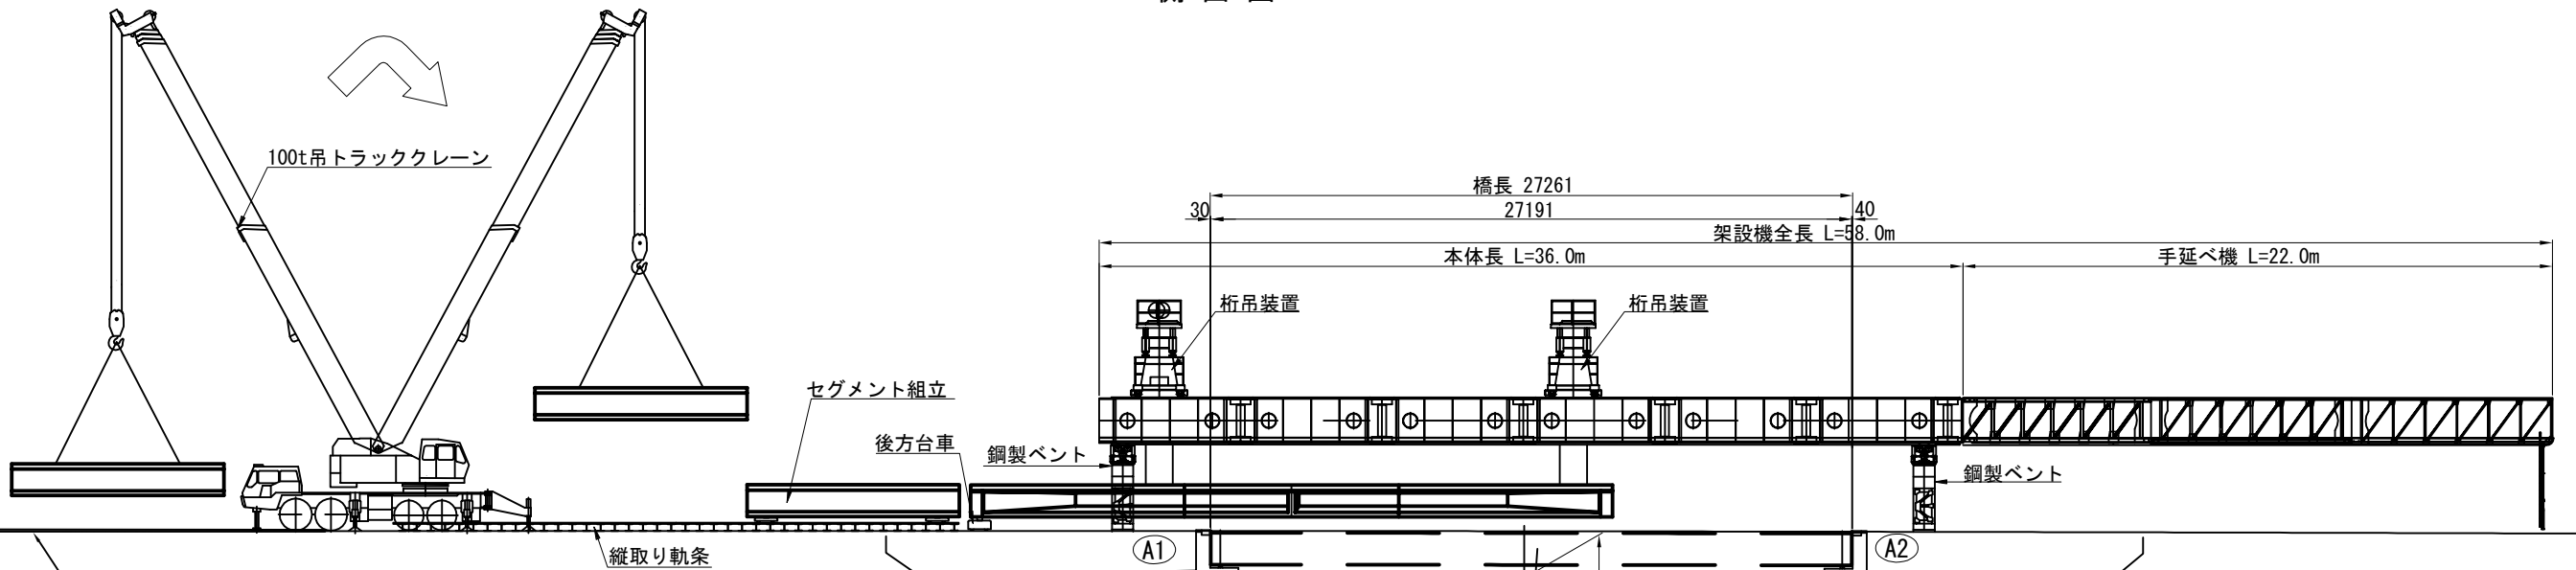 100t吊トラッククレーン
橋長 27261
30
27191
40
架設機全長 L=58.0m
本体長 L=36.0m
手延べ機 L=22.0m
桁吊装置
桁吊装置
セグメント組立
後方台車
鋼製ベント
鋼製ベント
縦取り軌条
A1
A2